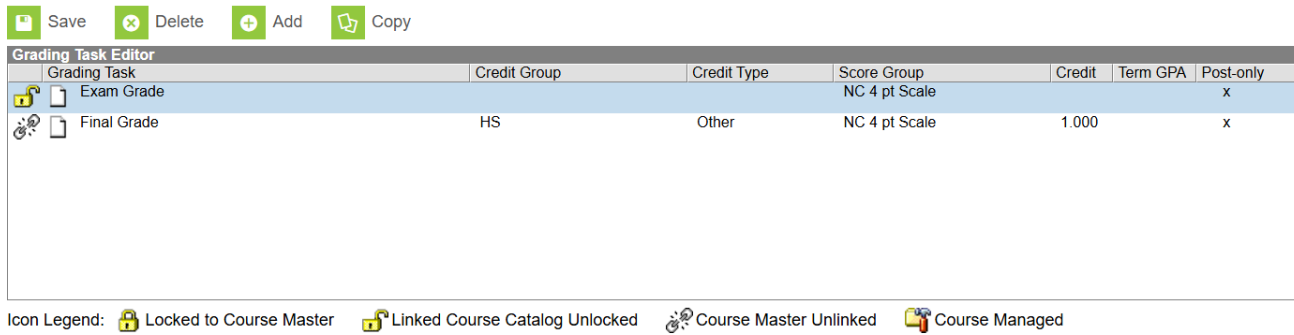 Save Delete Add Copy
Grading Task Editor
Grading Task Credit Group Credit Type Score Group Credit Term GPA Post-only
Exam Grade NC 4 pt Scale x
Final Grade HS Other NC 4 pt Scale 1.000 x
Icon Legend: Locked to Course Master Linked Course Catalog Unlocked Course Master Unlinked Course Managed